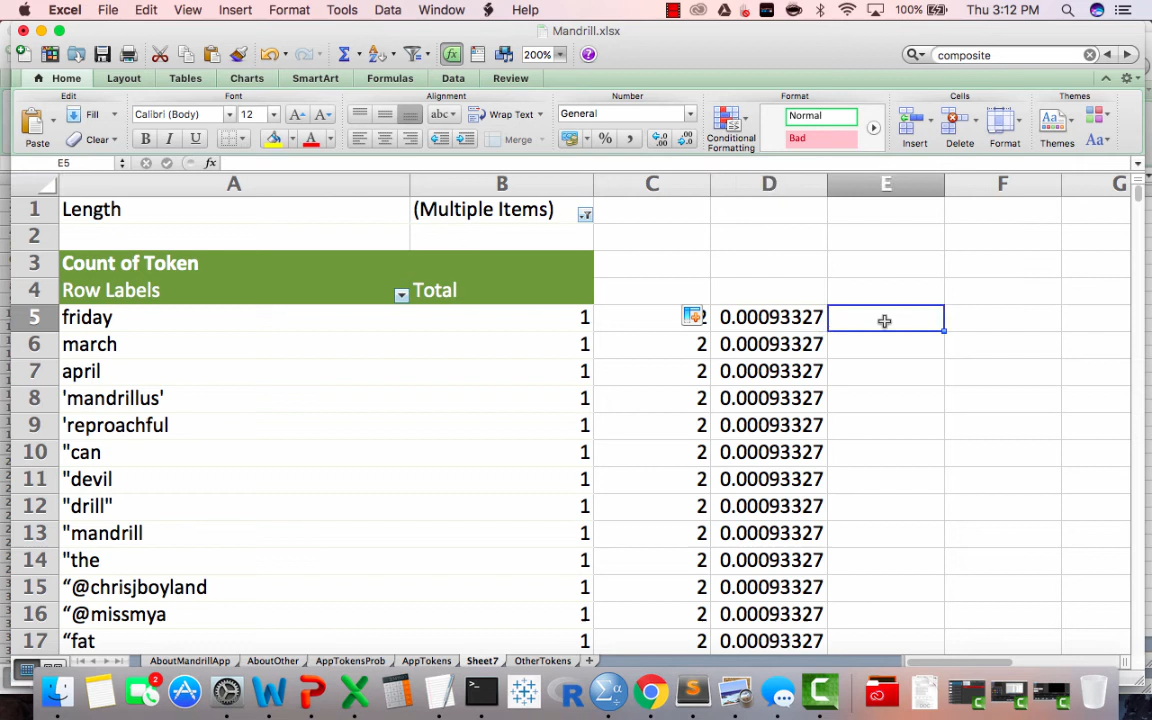 Excel File Edit View Insert Format Tools Data Window Help 100% Thu 3:12 PM
Mandrill.xlsx
200% composite
Home Layout Tables Charts SmartArt Formulas Data Review
Edit Font Alignment Number Format Cells Themes
Paste Fill Clear Calibri (Body) 12 abc Wrap Text General Normal
B I U Merge % Conditional Formatting Bad Insert Delete Format Themes Aa
E5 fx
A B C D E F G
1 Length (Multiple Items)
2
3 Count of Token
4 Row Labels Total
5 friday 1 2 0.00093327
6 march 1 2 0.00093327
7 april 1 2 0.00093327
8 'mandrillus' 1 2 0.00093327
9 'reproachful 1 2 0.00093327
10 "can 1 2 0.00093327
11 "devil 1 2 0.00093327
12 "drill" 1 2 0.00093327
13 "mandrill 1 2 0.00093327
14 "the 1 2 0.00093327
15 “@chrisjboyland 1 2 0.00093327
16 “@missmya 1 2 0.00093327
17 “fat 1 2 0.00093327
AboutMandrillApp AboutOther AppTokensProb AppTokens Sheet7 OtherTokens +
2